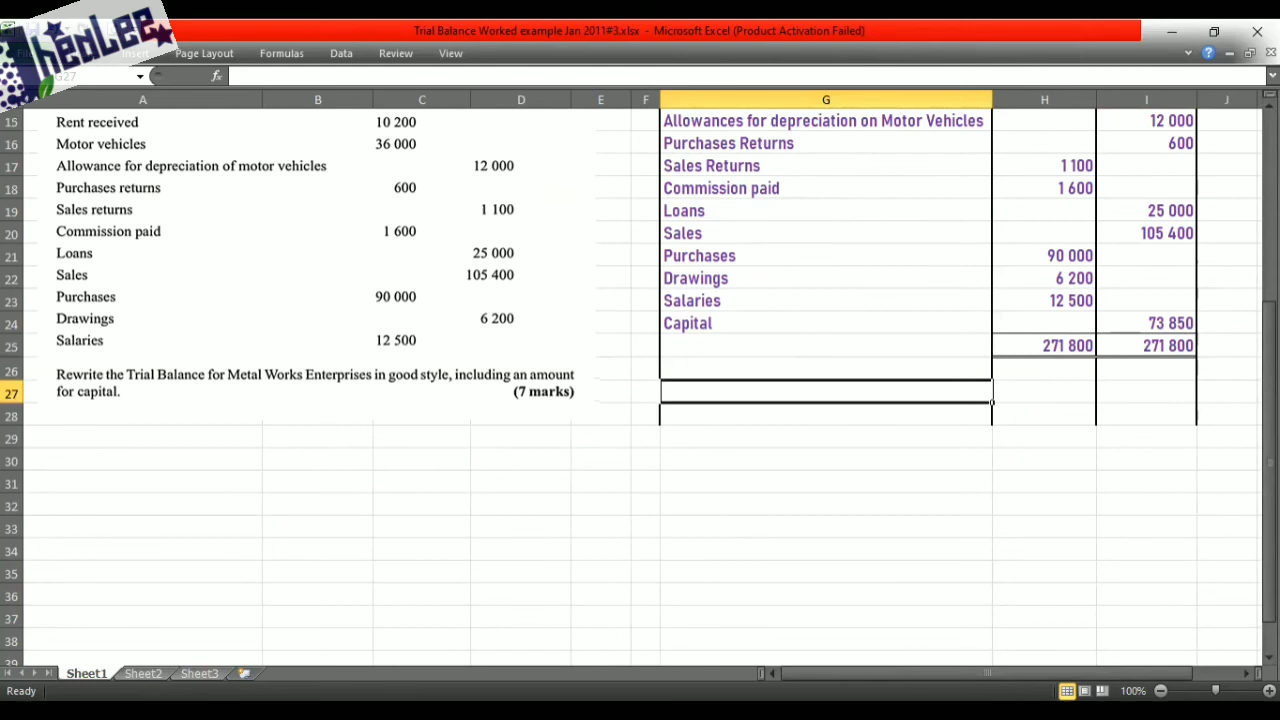 TheaLee
Trial Balance Worked example Jan 2011#3.xlsx - Microsoft Excel (Product Activation Failed)
Insert Page Layout Formulas Data Review View
G27 fx
A B C D E F G H I J
15 Rent received 10 200 Allowances for depreciation on Motor Vehicles 12 000
16 Motor vehicles 36 000 Purchases Returns 600
17 Allowance for depreciation of motor vehicles 12 000 Sales Returns 1 100
18 Purchases returns 600 Commission paid 1 600
19 Sales returns 1 100 Loans 25 000
20 Commission paid 1 600 Sales 105 400
21 Loans 25 000 Purchases 90 000
22 Sales 105 400 Drawings 6 200
23 Purchases 90 000 Salaries 12 500
24 Drawings 6 200 Capital 73 850
25 Salaries 12 500 271 800 271 800
26 Rewrite the Trial Balance for Metal Works Enterprises in good style, including an amount
27 for capital. (7 marks)
28
29
30
31
32
33
34
35
36
37
38
39
Sheet1 Sheet2 Sheet3
Ready 100%